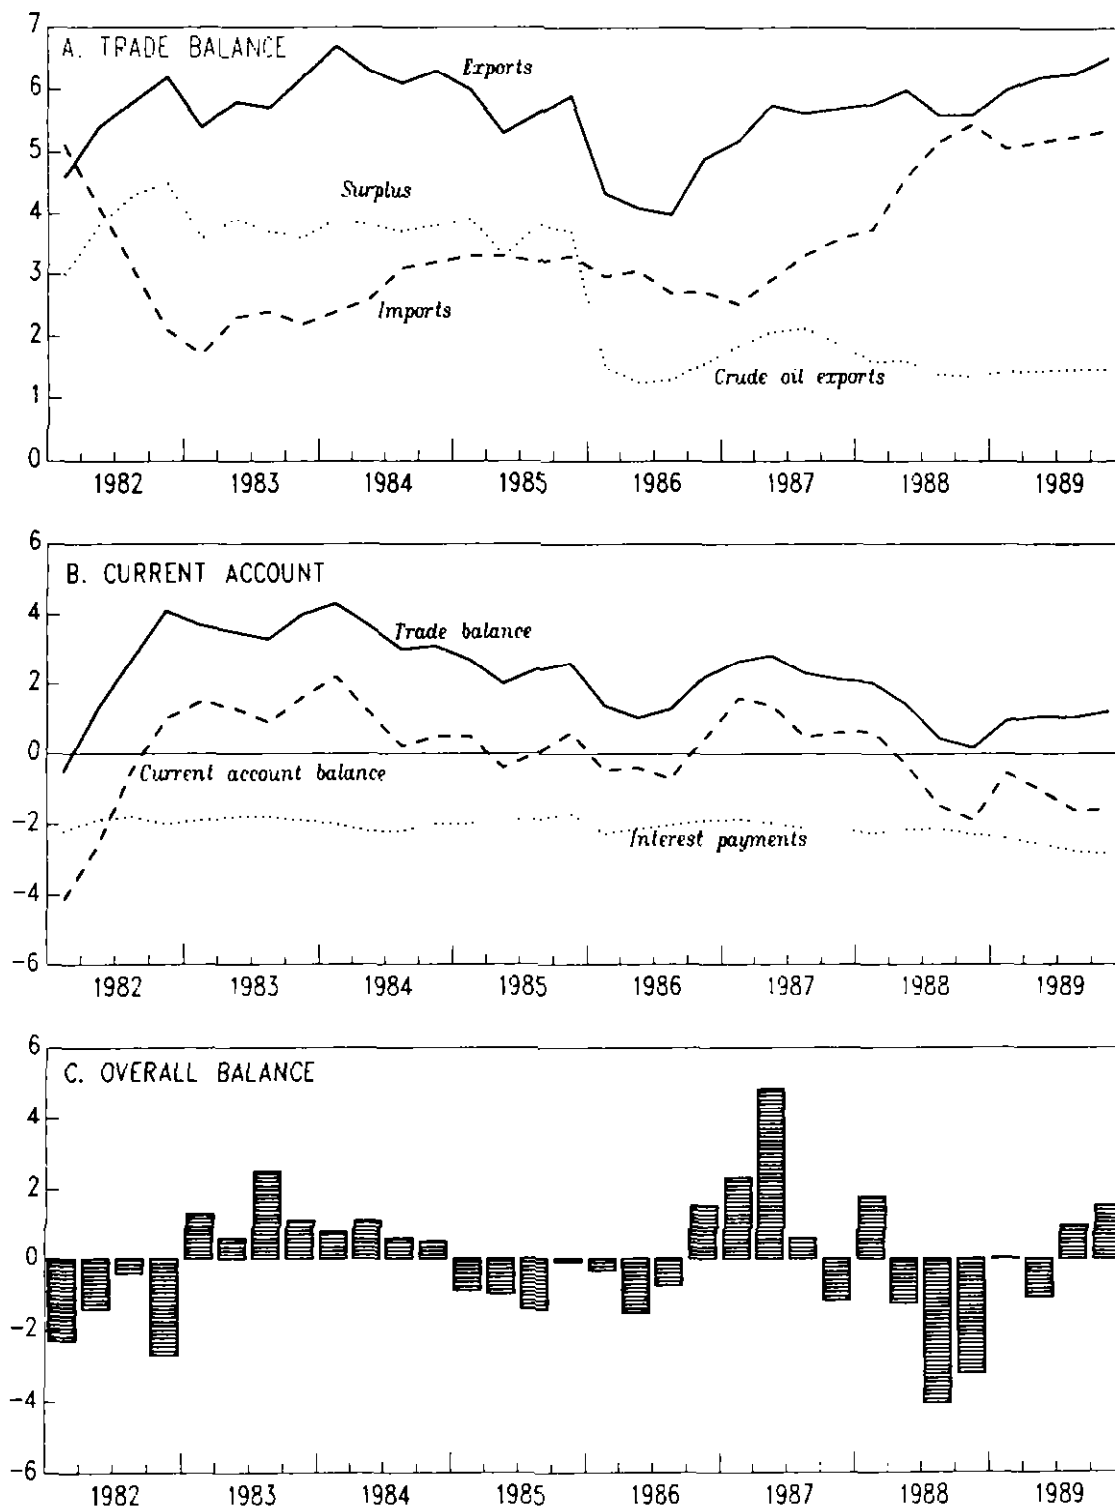 7
A. TRADE BALANCE
Exports
6
5
Surplus
4
3
Imports
2
Crude oil exports
1
0
1982 1983 1984 1985 1986 1987 1988 1989
6
B. CURRENT ACCOUNT
4
Trade balance
2
0
Current account balance
-2
Interest payments
-4
-6
1982 1983 1984 1985 1986 1987 1988 1989
6
C. OVERALL BALANCE
4
2
0
-2
-4
-6
1982 1983 1984 1985 1986 1987 1988 1989